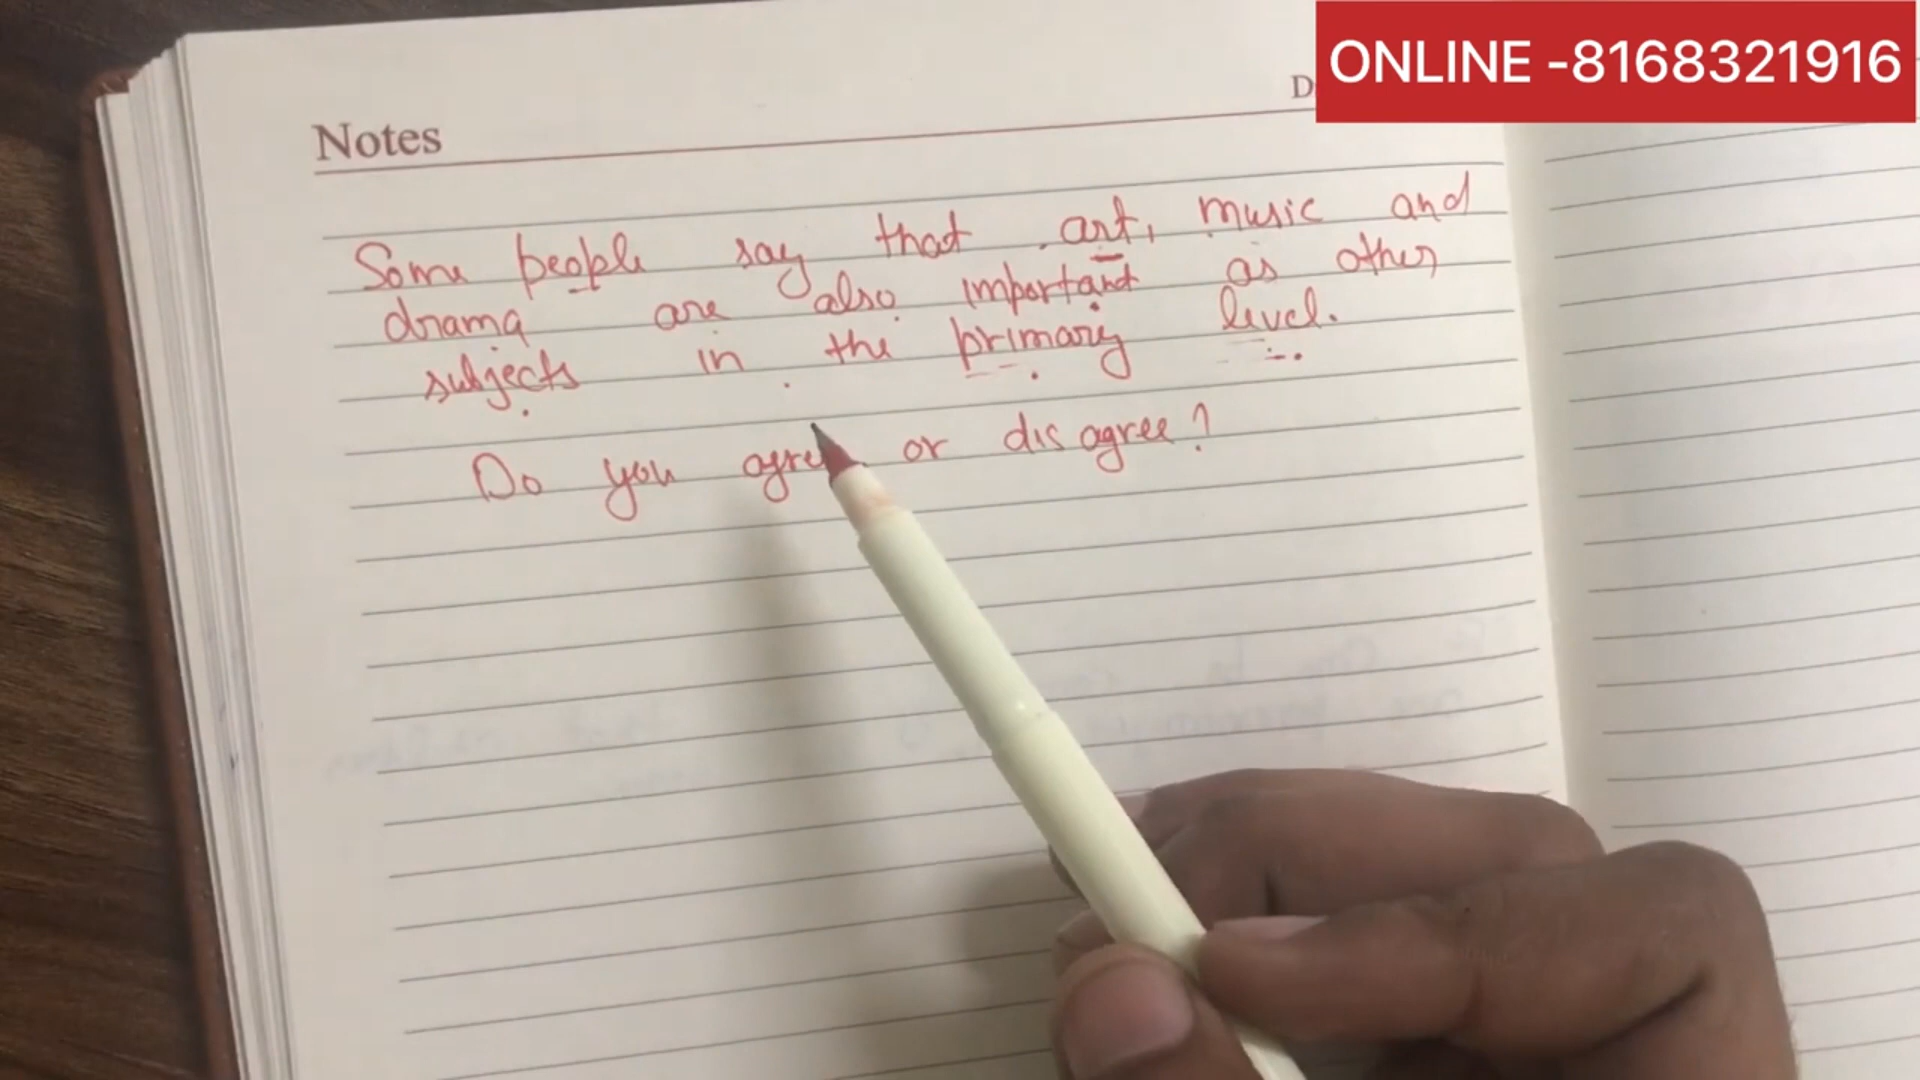 ONLINE -8168321916
Notes
D
Some people say that art, music and
drama are also important as other
subjects in the primary level.
Do you agree or disagree?